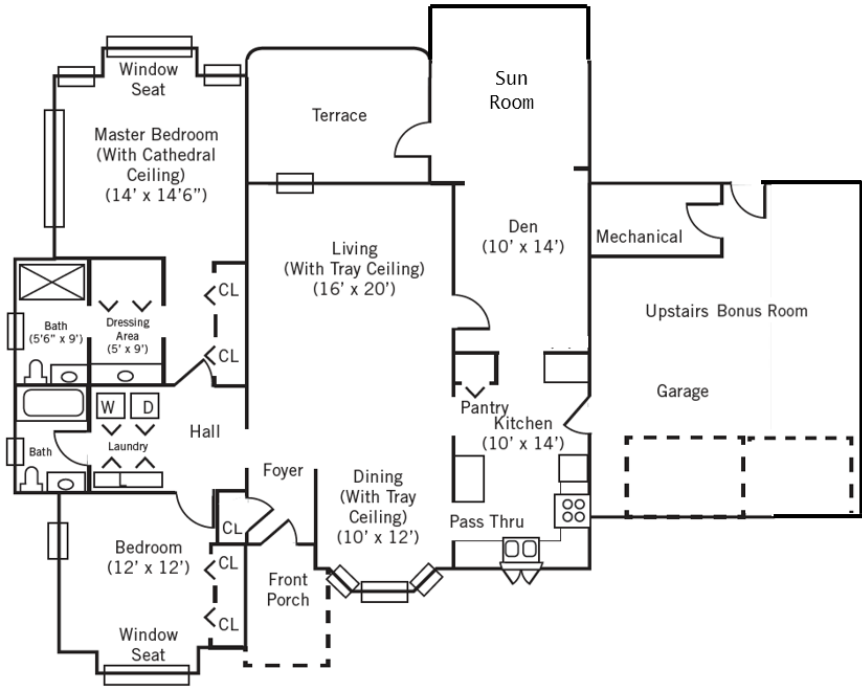 Window
Seat
Master Bedroom
(With Cathedral
Ceiling)
(14' x 14'6")
Terrace
Sun
Room
Living
(With Tray Ceiling)
(16' x 20')
Den
(10' x 14')
Mechanical
Upstairs Bonus Room
Garage
CL
CL
Bath
(5'6" x 9')
Dressing
Area
(5' x 9')
W
D
Hall
Bath
Laundry
Pantry
Kitchen
(10' x 14')
Foyer
Dining
(With Tray
Ceiling)
(10' x 12')
Pass Thru
CL
Bedroom
(12' x 12')
CL
CL
Front
Porch
Window
Seat